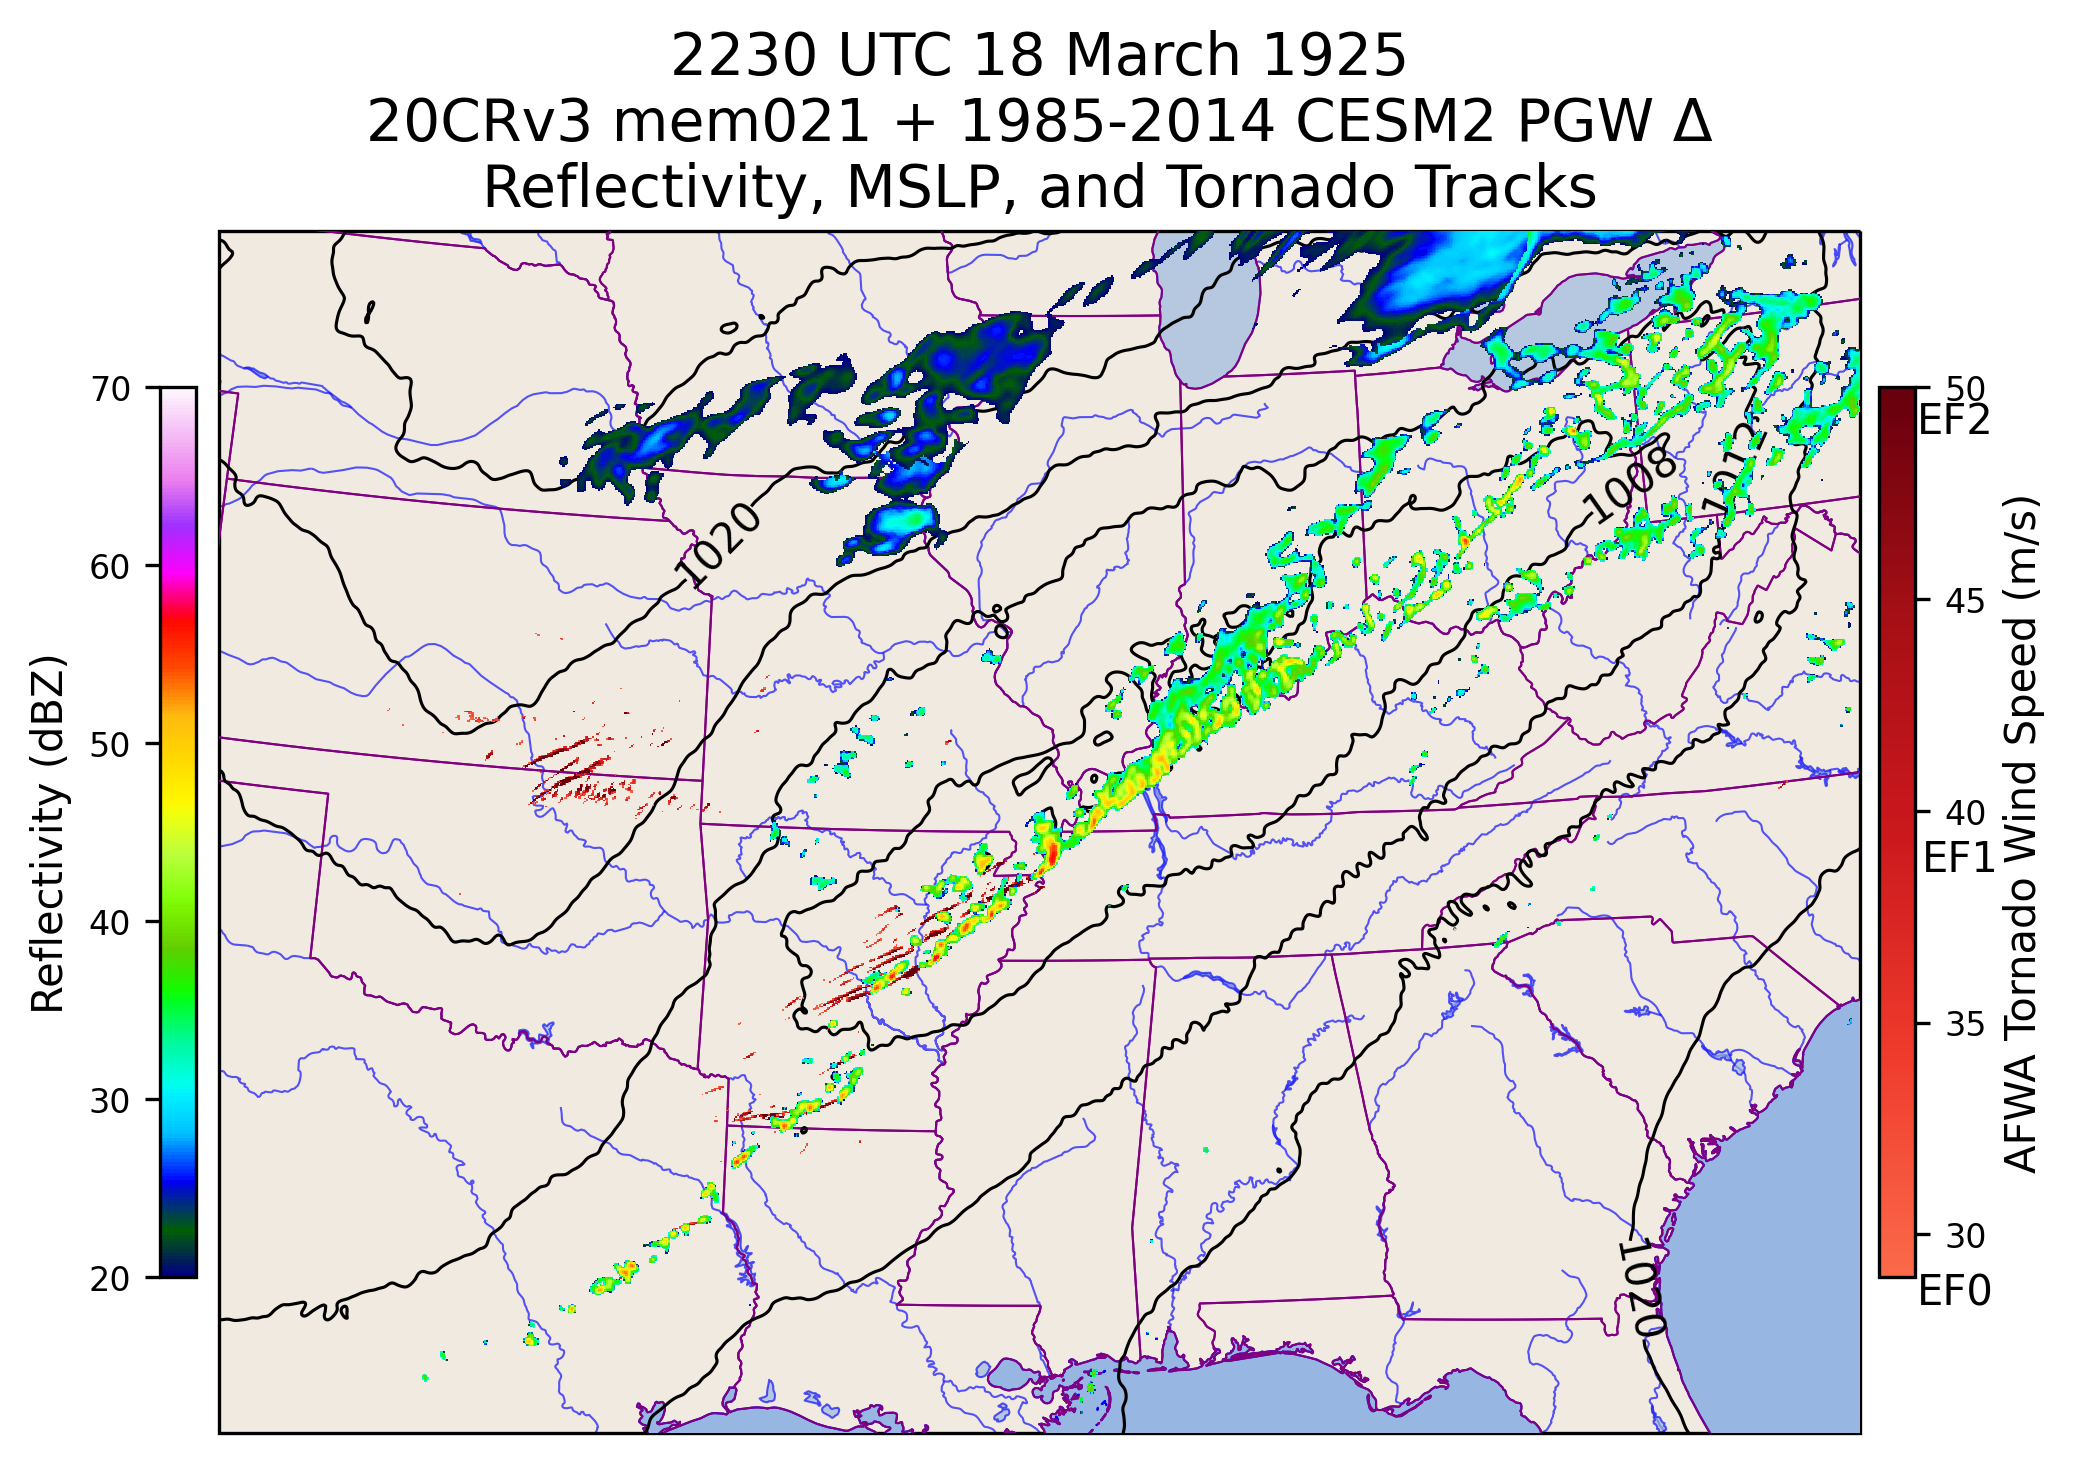 2230 UTC 18 March 1925
20CRv3 mem021 + 1985-2014 CESM2 PGW Δ
Reflectivity, MSLP, and Tornado Tracks
Reflectivity (dBZ)
70
60
50
40
30
20
1020
1008
1012
1020
50
EF2
45
40
EF1
35
30
EF0
AFWA Tornado Wind Speed (m/s)